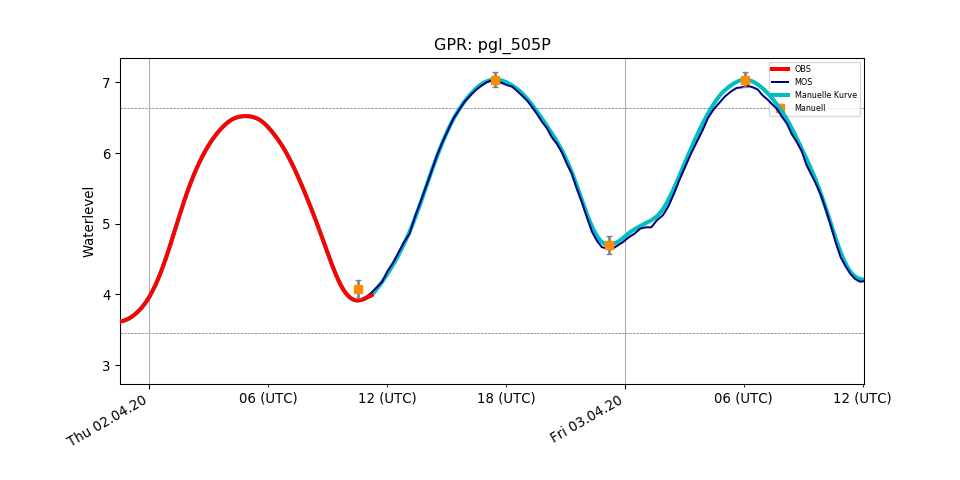 GPR: pgl_505P
OBS
MOS
Manuelle Kurve
Manuell
7
6
5
4
3
Waterlevel
Thu 02.04.20
06 (UTC)
12 (UTC)
18 (UTC)
Fri 03.04.20
06 (UTC)
12 (UTC)